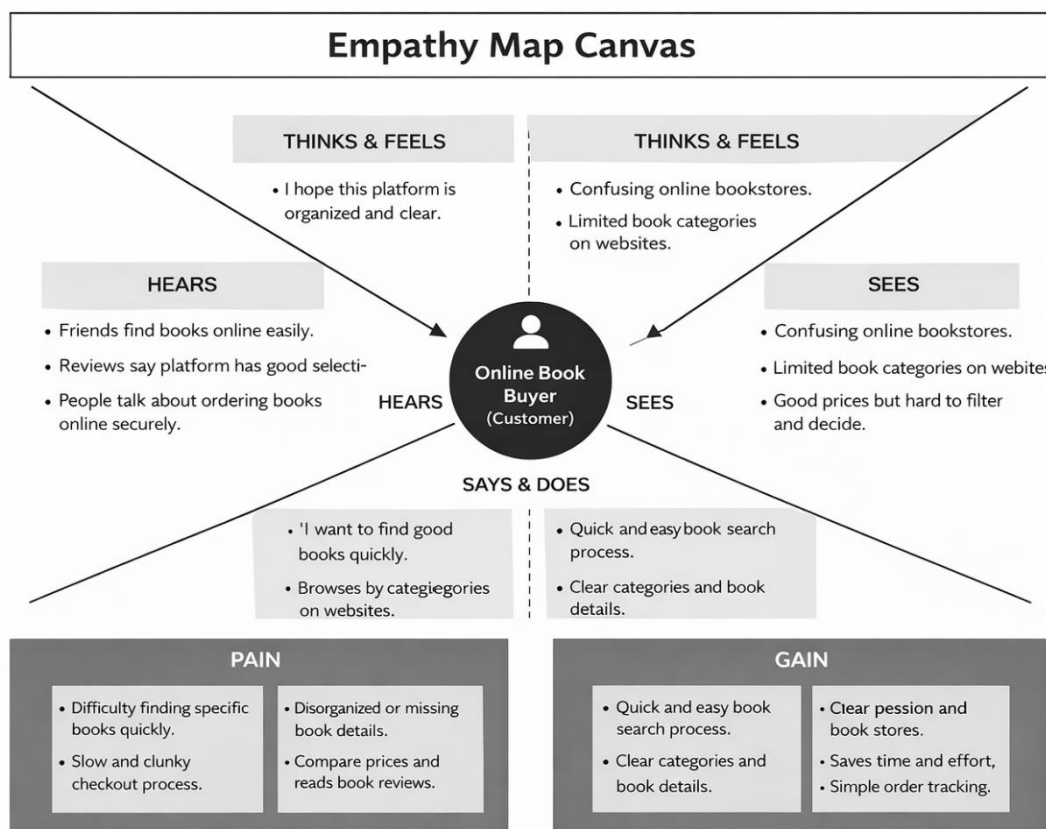 Empathy Map Canvas
THINKS & FEELS
• I hope this platform is
organized and clear.
THINKS & FEELS
• Confusing online bookstores.
• Limited book categories
on websites.
HEARS
• Friends find books online easily.
• Reviews say platform has good selecti-
• People talk about ordering books
online securely.
SEES
• Confusing online bookstores.
• Limited book categories on webites
• Good prices but hard to filter
and decide.
Online Book
Buyer
(Customer)
HEARS
SEES
SAYS & DOES
• 'I want to find good
books quickly.
• Browses by categiegories
on websites.
• Quick and easy book search
process.
• Clear categories and book
details.
PAIN
• Difficulty finding specific
books quickly.
• Slow and clunky
checkout process.
• Disorganized or missing
book details.
• Compare prices and
reads book reviews.
GAIN
• Quick and easy book
search process.
• Clear categories and
book details.
• Clear pession and
book stores.
• Saves time and effort,
• Simple order tracking.